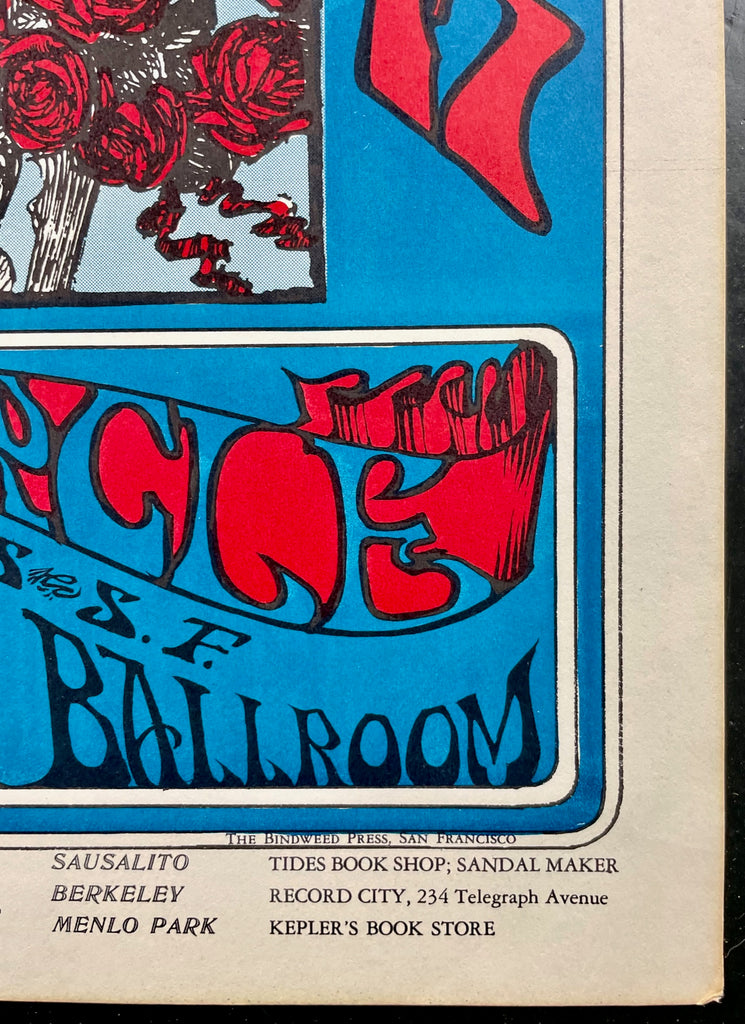 S. F.
BALLROOM
THE BINDWEED PRESS, SAN FRANCISCO
SAUSALITO TIDES BOOK SHOP; SANDAL MAKER
BERKELEY RECORD CITY, 234 Telegraph Avenue
MENLO PARK KEPLER'S BOOK STORE